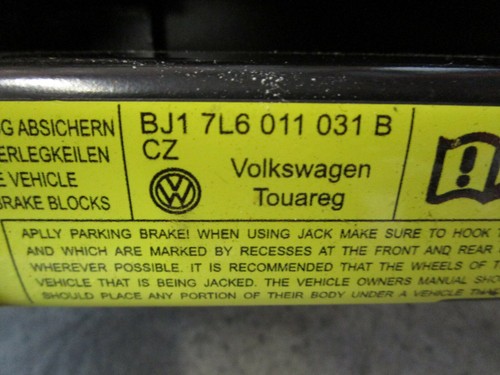 G ABSICHERN
ERLEGKEILEN
E VEHICLE
BRAKE BLOCKS
BJ1 7L6 011 031 B
CZ
Volkswagen
Touareg
APLLY PARKING BRAKE! WHEN USING JACK MAKE SURE TO HOOK T
AND WHICH ARE MARKED BY RECESSES AT THE FRONT AND REAR
WHEREVER POSSIBLE. IT IS RECOMMENDED THAT THE WHEELS OF T
VEHICLE THAT IS BEING JACKED. THE VEHICLE OWNERS MANUAL SHO
SHOULD PLACE ANY PORTION OF THEIR BODY UNDER A VEHICLE THAT